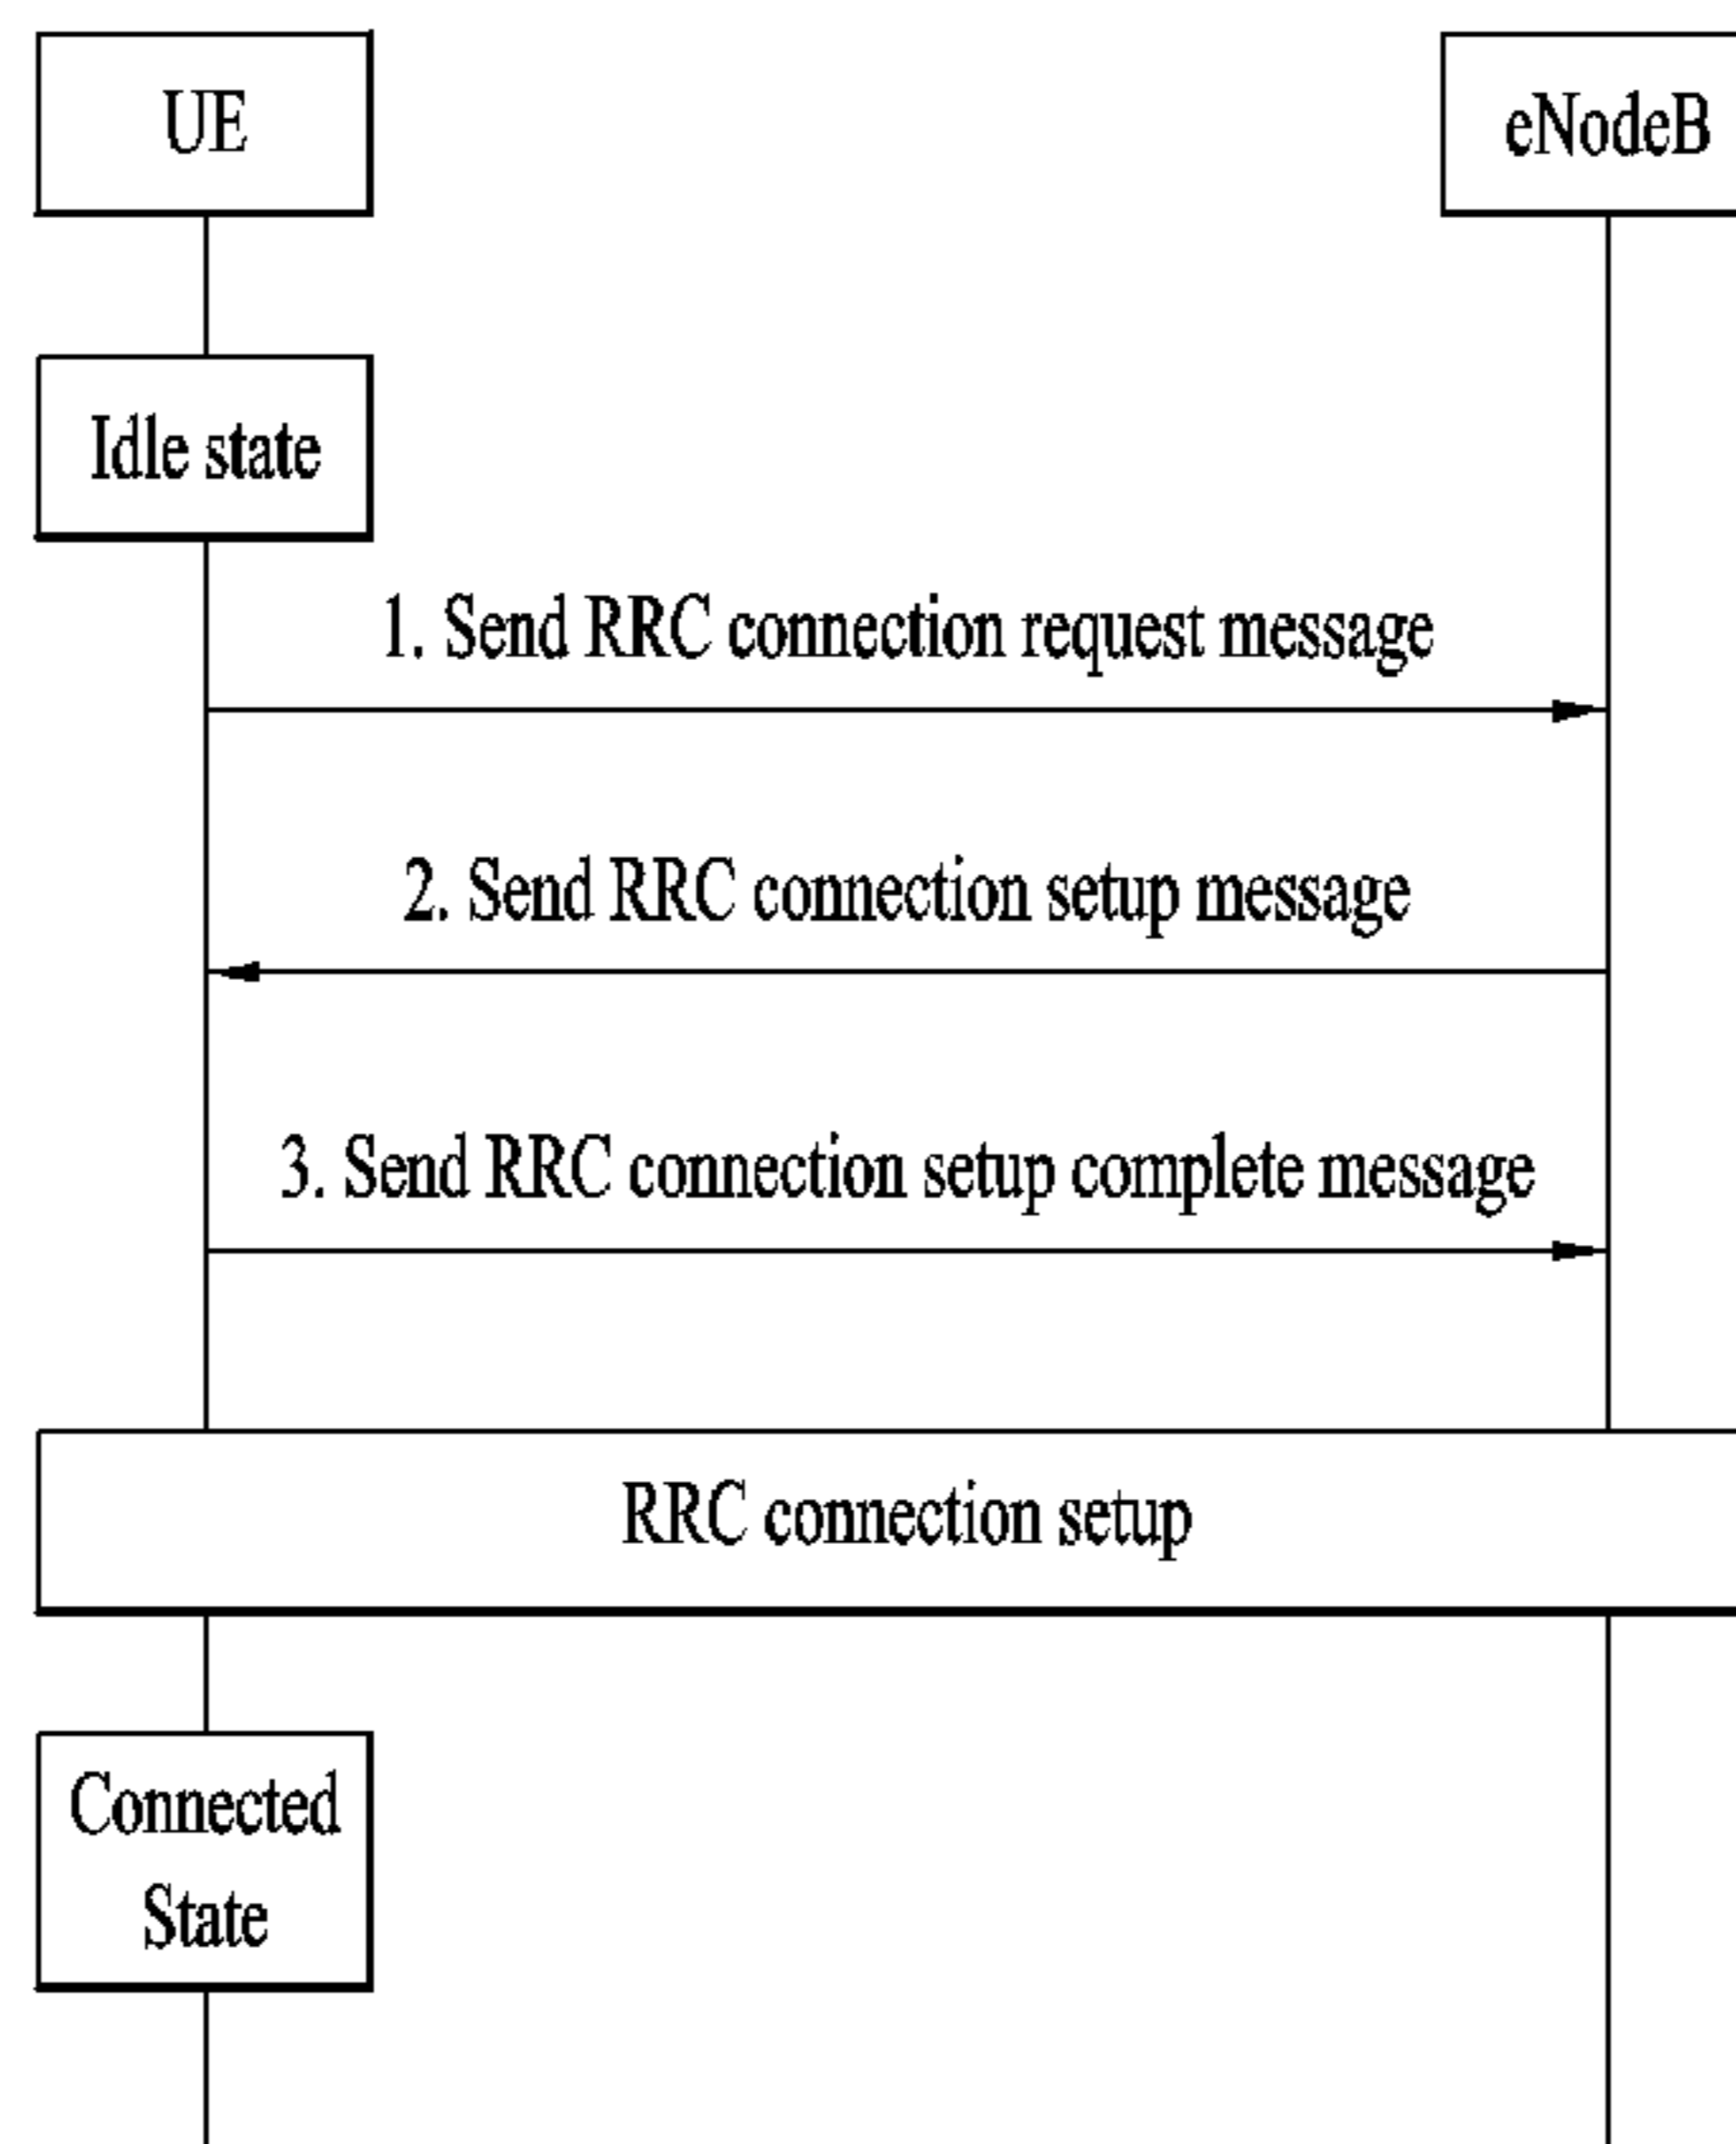 UE
eNodeB
Idle state
1. Send RRC connection request message
2. Send RRC connection setup message
3. Send RRC connection setup complete message
RRC connection setup
Connected
State